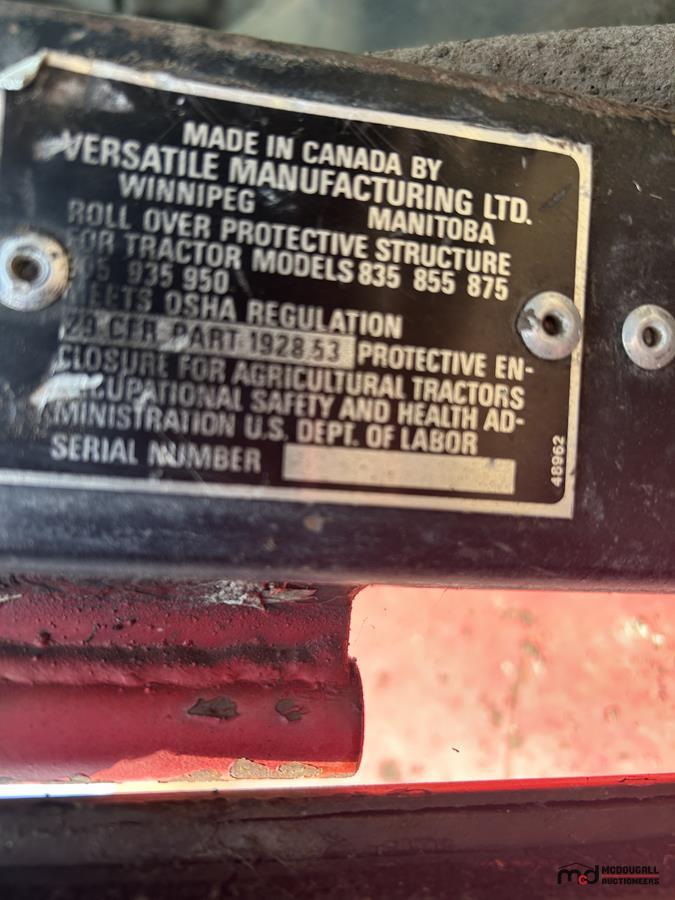 MADE IN CANADA BY
VERSATILE MANUFACTURING LTD.
WINNIPEG MANITOBA
ROLL OVER PROTECTIVE STRUCTURE
FOR TRACTOR MODELS 835 855 875
935 950
MEETS OSHA REGULATION
29 CFR PART 1928 53 PROTECTIVE EN-
CLOSURE FOR AGRICULTURAL TRACTORS
OCCUPATIONAL SAFETY AND HEALTH AD-
MINISTRATION U.S. DEPT. OF LABOR
SERIAL NUMBER
48962
mcd MCDOUGALL
AUCTIONEERS